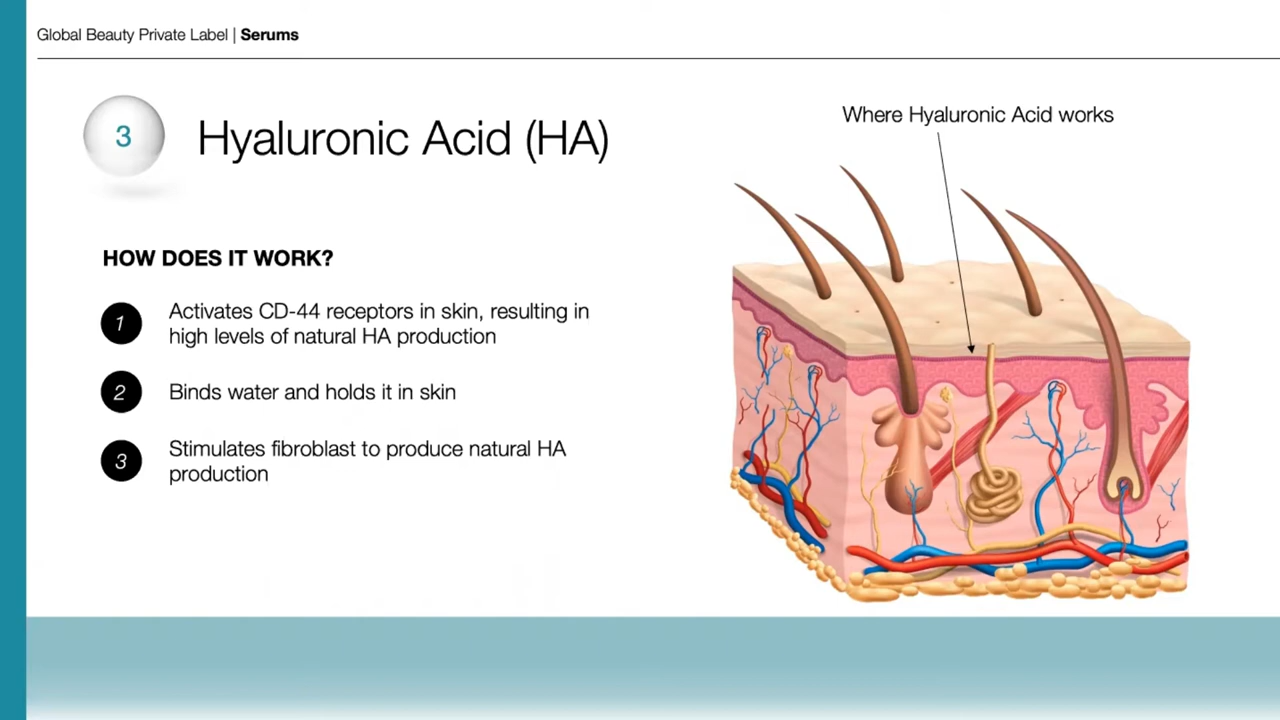 Global Beauty Private Label | Serums
3
Hyaluronic Acid (HA)
Where Hyaluronic Acid works
HOW DOES IT WORK?
1
Activates CD-44 receptors in skin, resulting in
high levels of natural HA production
2
Binds water and holds it in skin
3
Stimulates fibroblast to produce natural HA
production